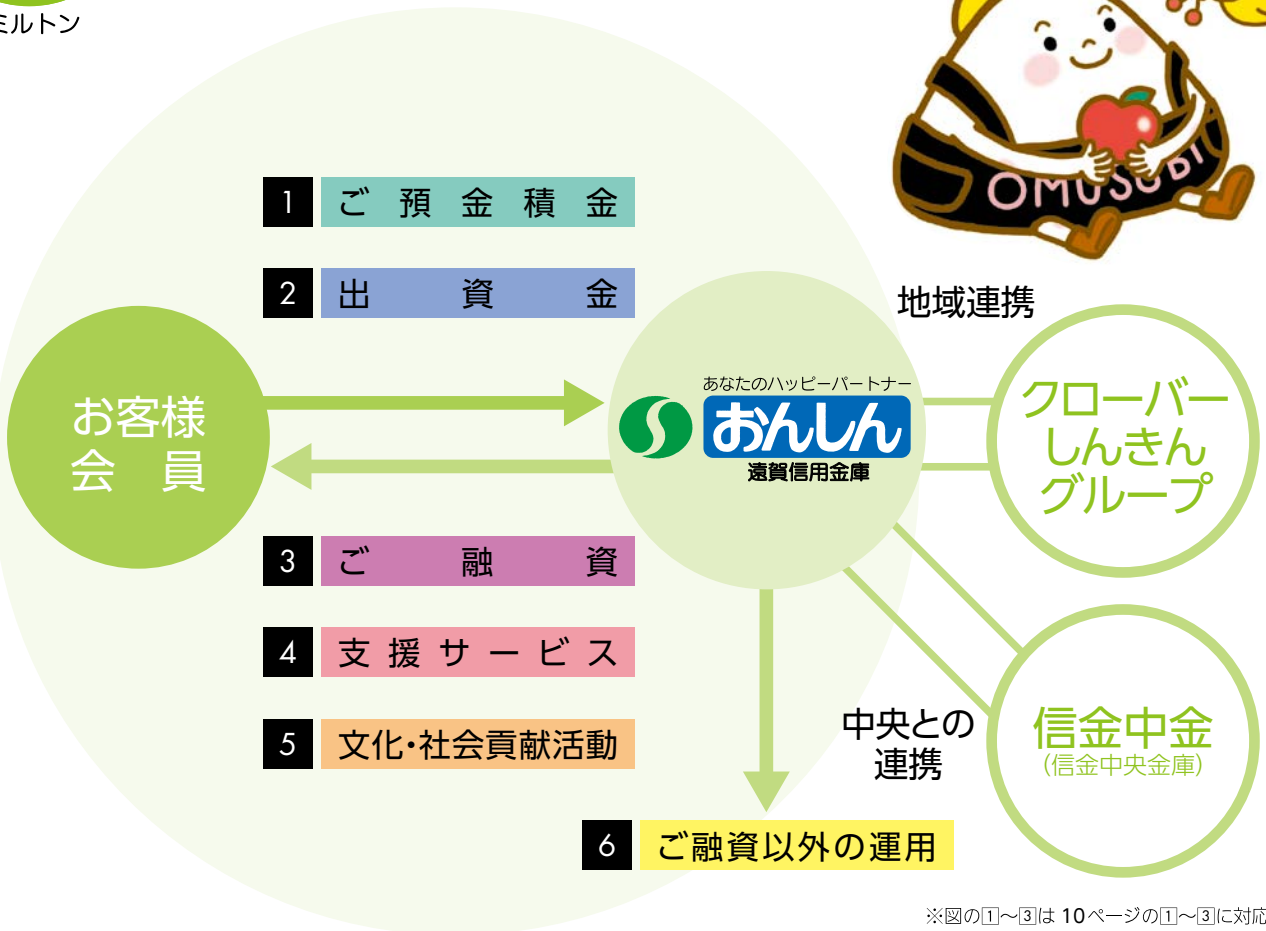 ミルトン
OMUSUBI
1 ご預金積金
2 出資金
地域連携
お客様
会員
あなたのハッピーパートナー
おんしん
遠賀信用金庫
クローバー
しんきん
グループ
3 ご融資
4 支援サービス
5 文化・社会貢献活動
中央との
連携
信金中金
(信金中央金庫)
6 ご融資以外の運用
※図の1～3は10ページの1～3に対応